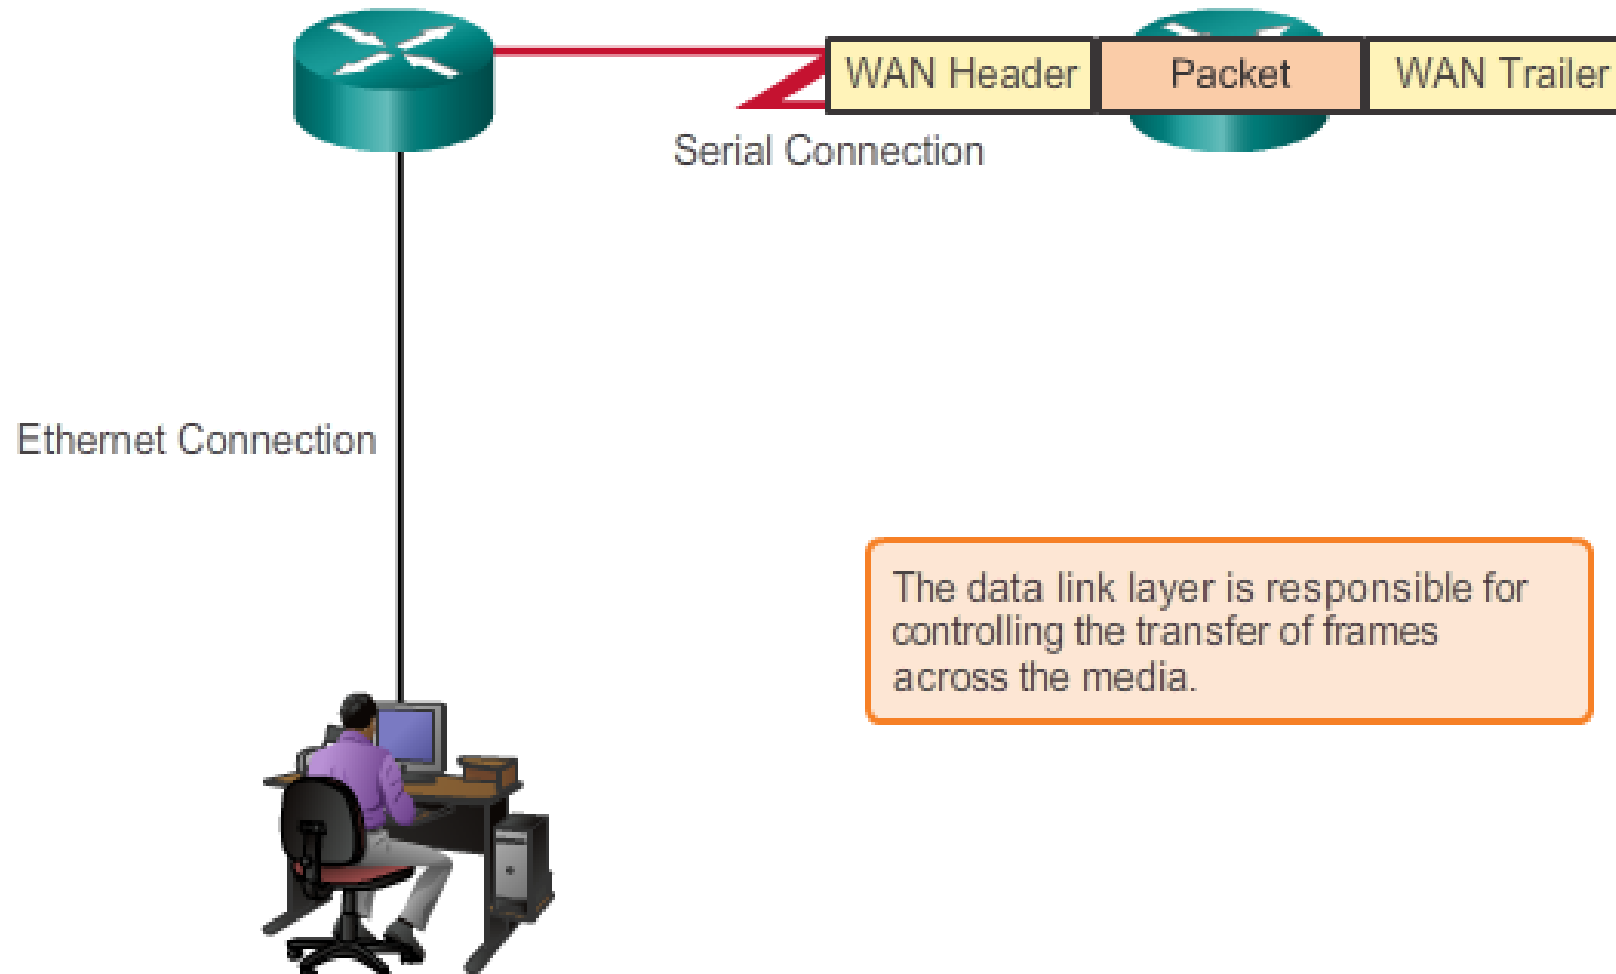 WAN Header
Packet
WAN Trailer
Serial Connection
Ethernet Connection
The data link layer is responsible for
controlling the transfer of frames
across the media.